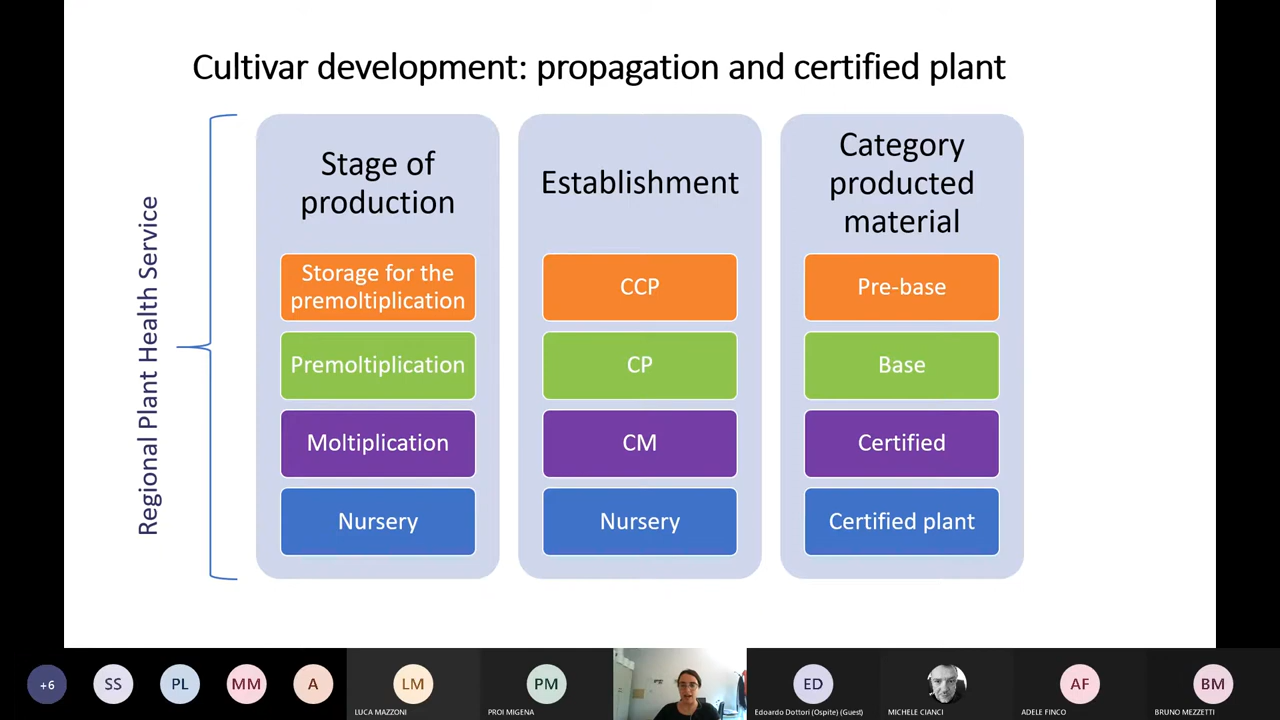 Cultivar development: propagation and certified plant
Regional Plant Health Service
Stage of
production
Storage for the
premoltiplication
Premoltiplication
Moltiplication
Nursery
Establishment
CCP
CP
CM
Nursery
Category
producted
material
Pre-base
Base
Certified
Certified plant
+6
SS
PL
MM
A
LM
LUCA MAZZONI
PM
PROI MIGENA
ED
Edoardo Dottori (Ospite) (Guest)
MICHELE CIANCI
AF
ADELE FINCO
BM
BRUNO MEZZETTI